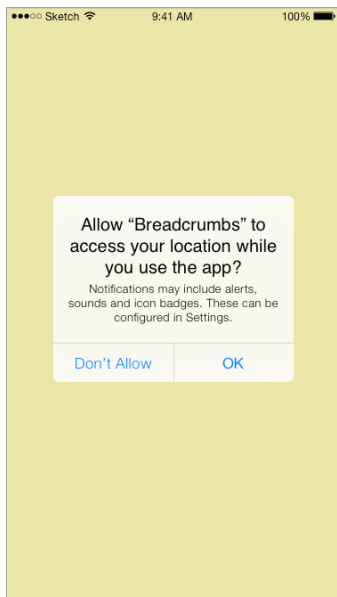 Sketch 9:41 AM 100%
Allow “Breadcrumbs” to
access your location while
you use the app?
Notifications may include alerts,
sounds and icon badges. These can be
configured in Settings.
Don’t Allow OK